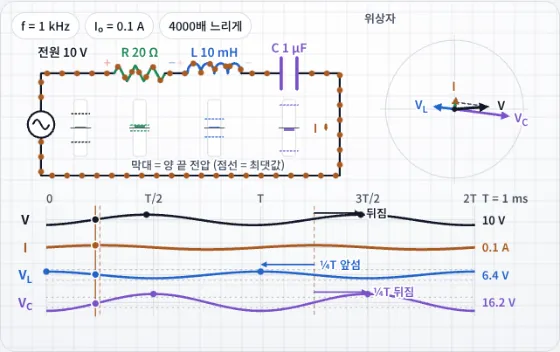 f = 1 kHz
I₀ = 0.1 A
4000배 느리게
위상자
전원 10 V
+ R 20 Ω −
+ L 10 mH −
C 1 μF
I
막대 = 양 끝 전압 (점선 = 최댓값)
I
V_L
V
V_C
0
T/2
T
3T/2
2T
T = 1 ms
V
뒤짐
10 V
I
0.1 A
V_L
¼T 앞섬
6.4 V
V_C
¼T 뒤짐
16.2 V